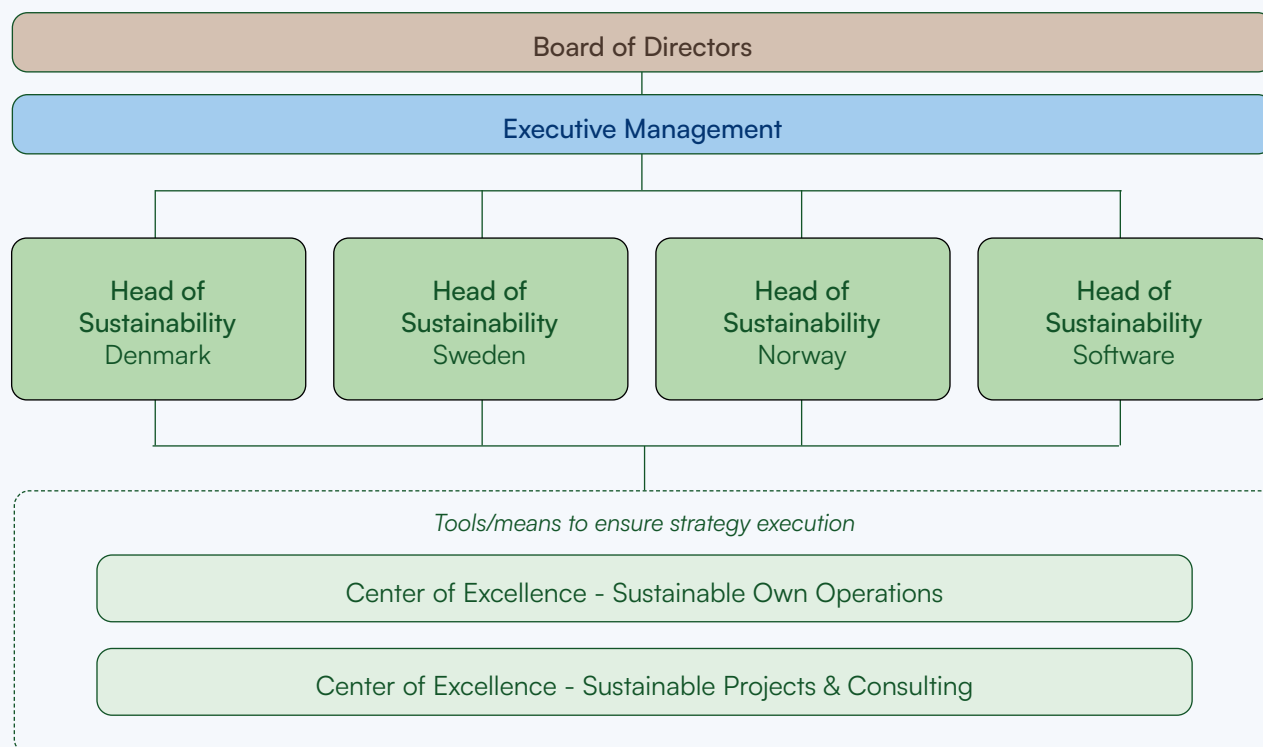 Board of Directors
Executive Management
Head of
Sustainability
Denmark
Head of
Sustainability
Sweden
Head of
Sustainability
Norway
Head of
Sustainability
Software
Tools/means to ensure strategy execution
Center of Excellence - Sustainable Own Operations
Center of Excellence - Sustainable Projects & Consulting